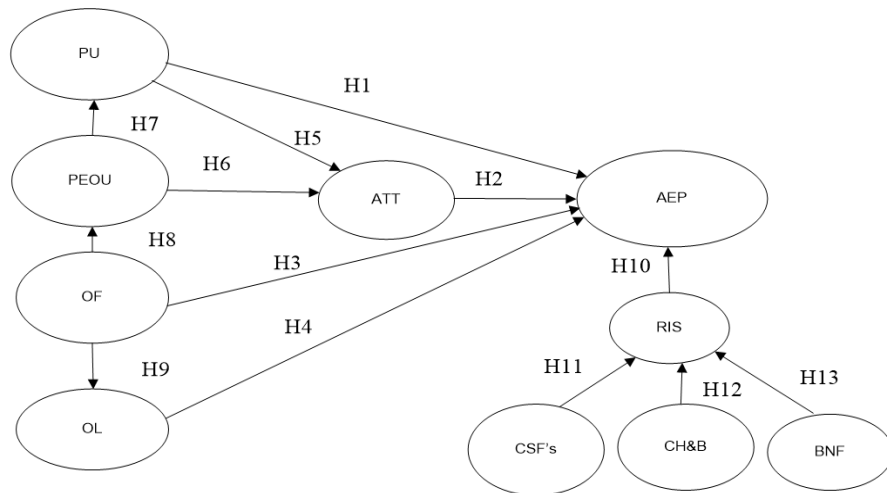 PU
H1
H5
H7
PEOU
H6
ATT
H2
AEP
H8
H3
H10
OF
H4
RIS
H9
H11
H12
H13
OL
CSF's
CH&B
BNF